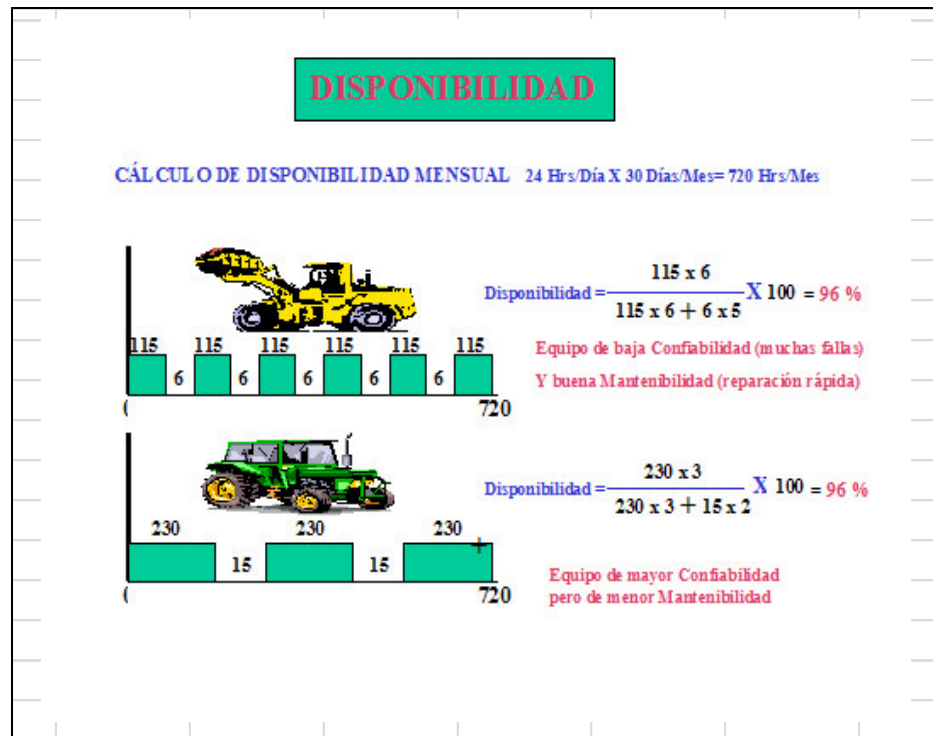 DISPONIBILIDAD
CÁLCULO DE DISPONIBILIDAD MENSUAL 24 Hrs/Día X 30 Días/Mes= 720 Hrs/Mes
115 x 6
Disponibilidad = X 100 = 96 %
115 x 6 + 6 x 5
115 115 115 115 115 115
Equipo de baja Confiabilidad (muchas fallas)
6 6 6 6 6
Y buena Mantenibilidad (reparación rápida)
0 720
230 x 3
Disponibilidad = X 100 = 96 %
230 x 3 + 15 x 2
230 230 230
15 15
Equipo de mayor Confiabilidad
0 720
pero de menor Mantenibilidad